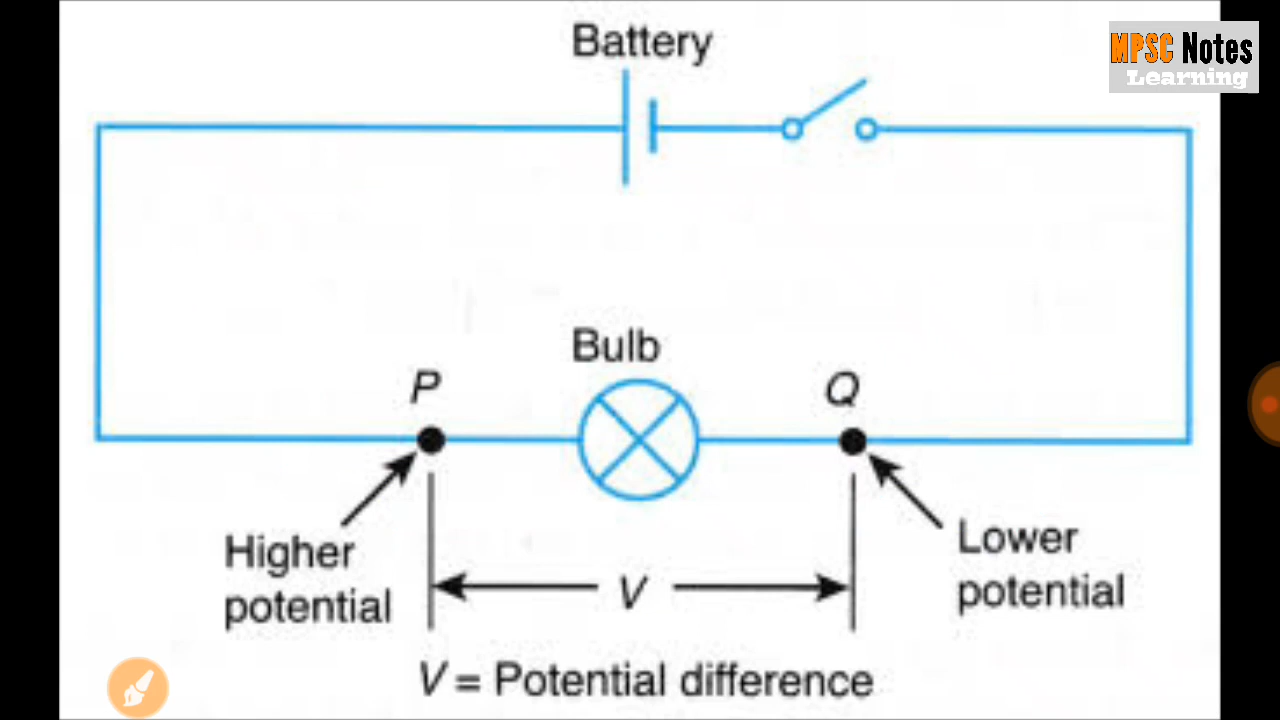 Battery
MPSC Notes
Learning
Bulb
P
Q
Higher
potential
V
Lower
potential
V = Potential difference